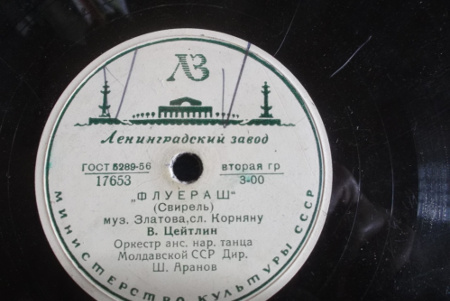 ЛЗ
Ленинградский завод
ГОСТ 5289-56 вторая гр
17653 3-00
„ФЛУЕРАШ"
(Свирель)
муз. Златова, сл. Корняну
В. Цейтлин
Оркестр анс. нар. танца
Молдавской ССР Дир.
Ш. Аранов
МИНИСТЕРСТВО КУЛЬТУРЫ СССР